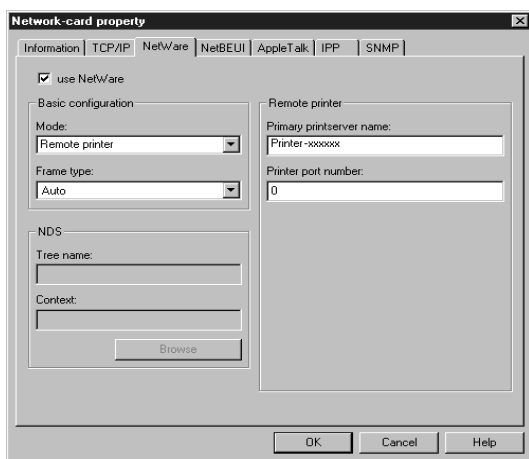 Network-card property
Information TCP/IP NetWare NetBEUI AppleTalk IPP SNMP
use NetWare
Basic configuration
Mode:
Remote printer
Frame type:
Auto
NDS
Tree name:
Context:
Browse
Remote printer
Primary printserver name:
Printer-xxxxxx
Printer port number:
0
OK Cancel Help